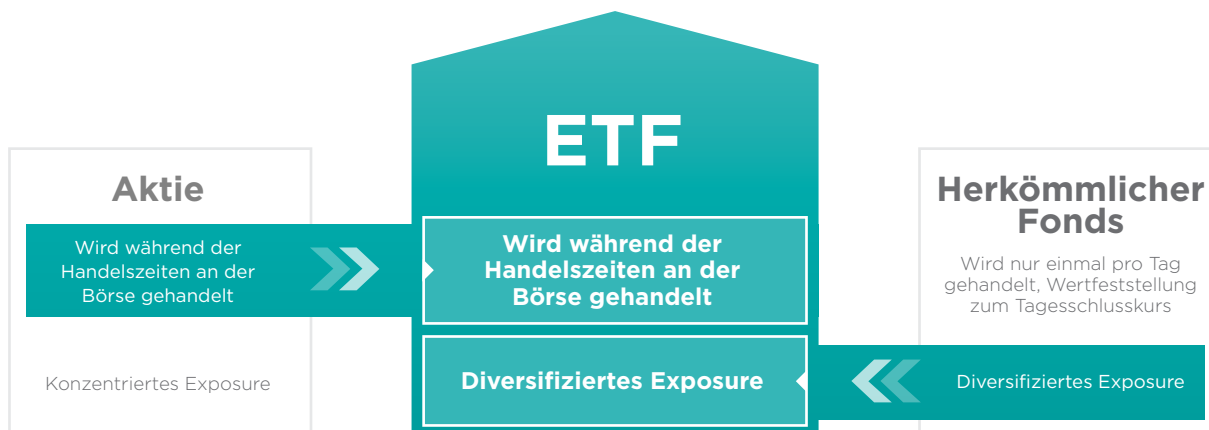 ETF
Aktie
Wird während der
Handelszeiten an der
Börse gehandelt
Konzentriertes Exposure
Wird während der
Handelszeiten an der
Börse gehandelt
Diversifiziertes Exposure
Herkömmlicher
Fonds
Wird nur einmal pro Tag
gehandelt, Wertfeststellung
zum Tagesschlusskurs
Diversifiziertes Exposure